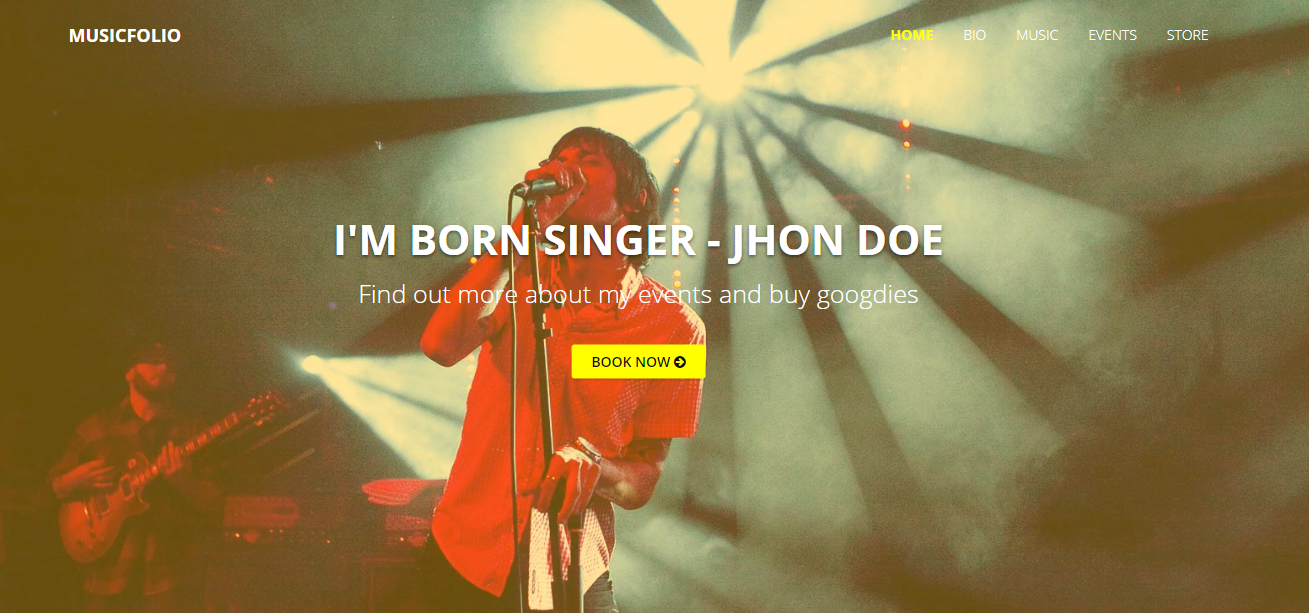 MUSICFOLIO
HOME BIO MUSIC EVENTS STORE
I'M BORN SINGER - JHON DOE
Find out more about my events and buy googdies
BOOK NOW